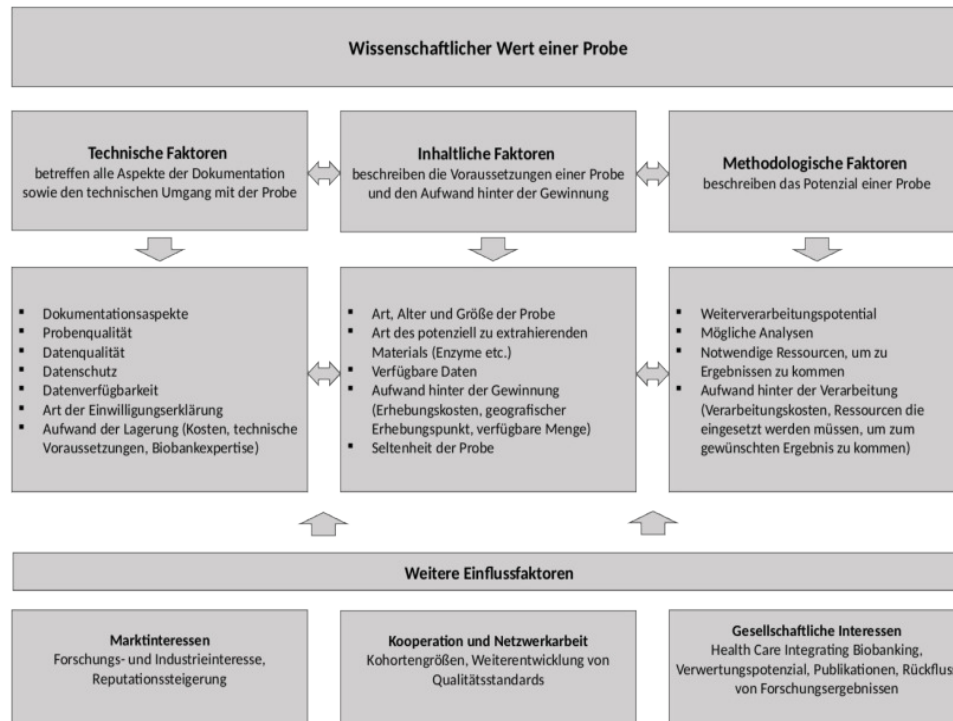 Wissenschaftlicher Wert einer Probe
Technische Faktoren
betreffen alle Aspekte der Dokumentation
sowie den technischen Umgang mit der Probe
Inhaltliche Faktoren
beschreiben die Voraussetzungen einer Probe
und den Aufwand hinter der Gewinnung
Methodologische Faktoren
beschreiben das Potenzial einer Probe
▪ Dokumentationsaspekte
▪ Probenqualität
▪ Datenqualität
▪ Datenschutz
▪ Datenverfügbarkeit
▪ Art der Einwilligungserklärung
▪ Aufwand der Lagerung (Kosten, technische
Voraussetzungen, Biobankexpertise)
▪ Art, Alter und Größe der Probe
▪ Art des potenziell zu extrahierenden
Materials (Enzyme etc.)
▪ Verfügbare Daten
▪ Aufwand hinter der Gewinnung
(Erhebungskosten, geografischer
Erhebungspunkt, verfügbare Menge)
▪ Seltenheit der Probe
▪ Weiterverarbeitungspotential
▪ Mögliche Analysen
▪ Notwendige Ressourcen, um zu
Ergebnissen zu kommen
▪ Aufwand hinter der Verarbeitung
(Verarbeitungskosten, Ressourcen die
eingesetzt werden müssen, um zum
gewünschten Ergebnis zu kommen)
Weitere Einflussfaktoren
Marktinteressen
Forschungs- und Industrieinteresse,
Reputationssteigerung
Kooperation und Netzwerkarbeit
Kohortengrößen, Weiterentwicklung von
Qualitätsstandards
Gesellschaftliche Interessen
Health Care Integrating Biobanking,
Verwertungspotenzial, Publikationen, Rückfluss
von Forschungsergebnissen